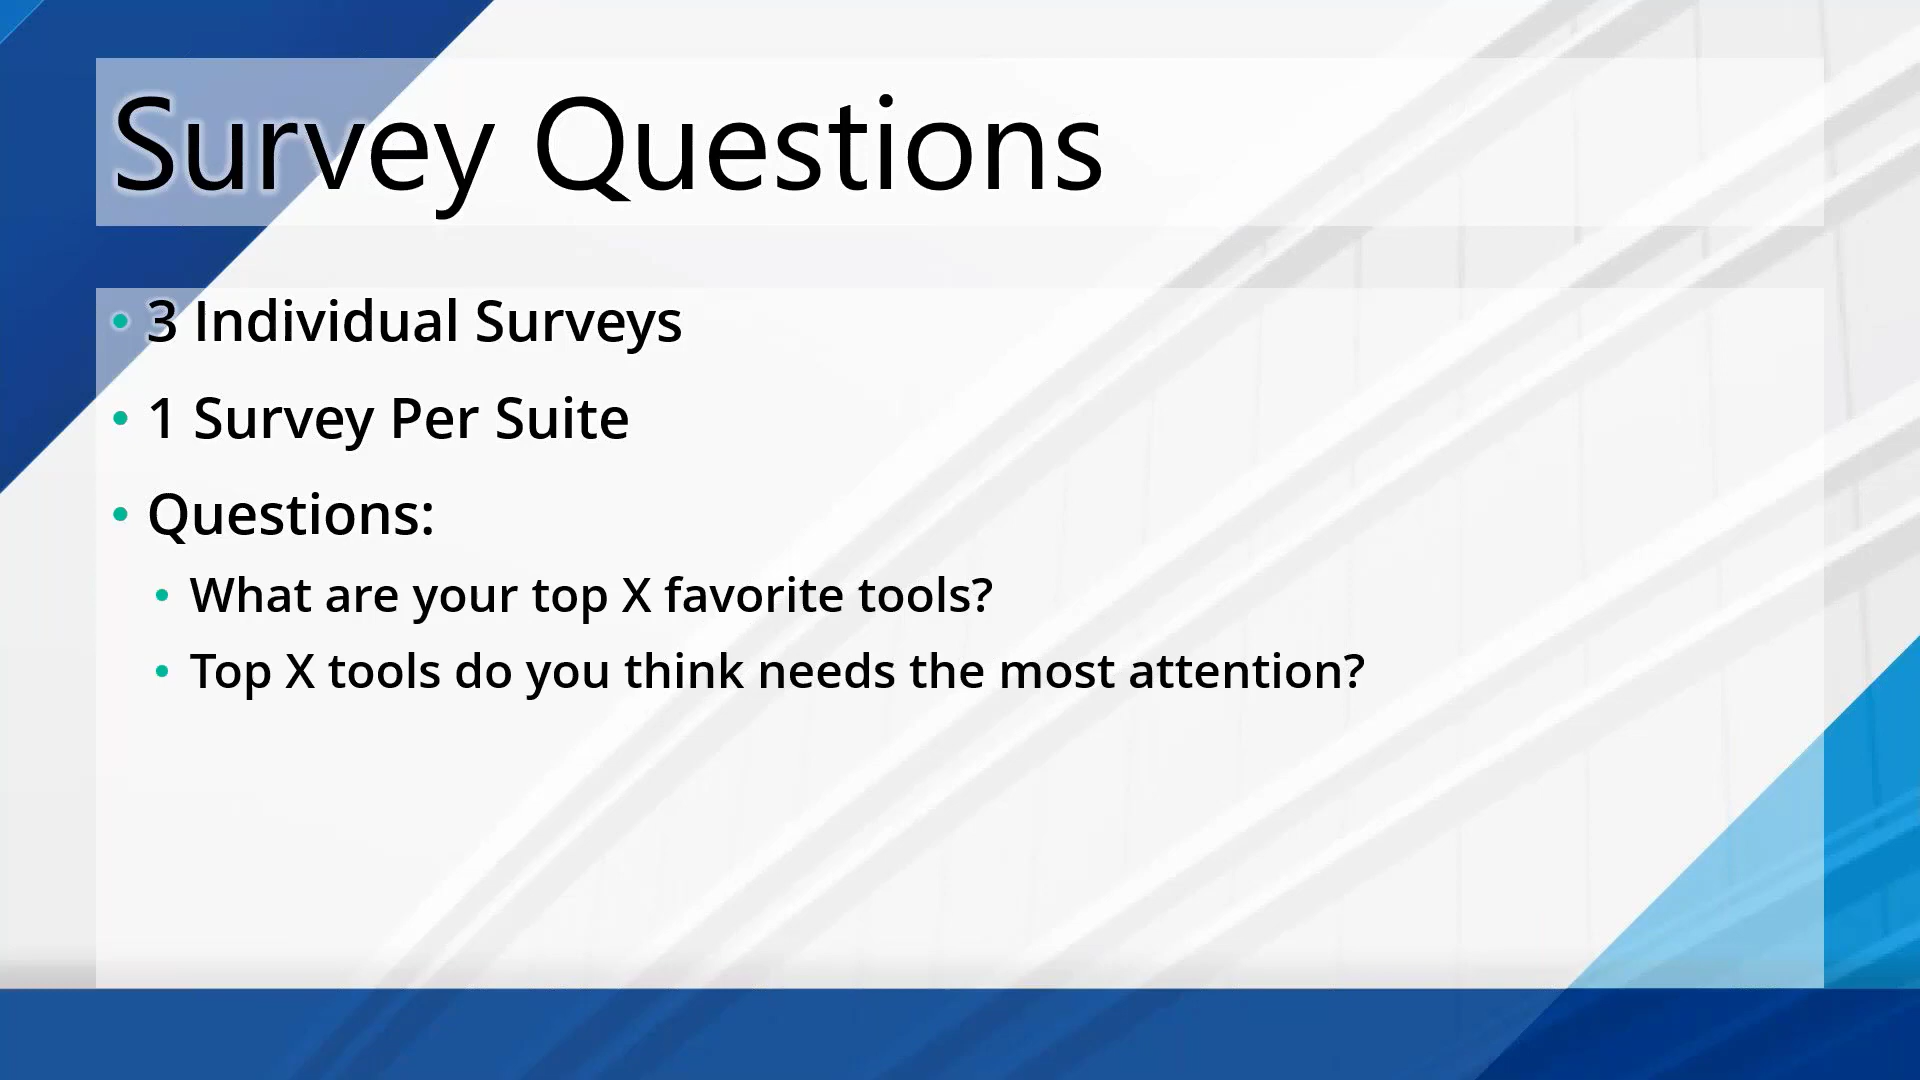 Survey Questions
• 3 Individual Surveys
• 1 Survey Per Suite
• Questions:
• What are your top X favorite tools?
• Top X tools do you think needs the most attention?